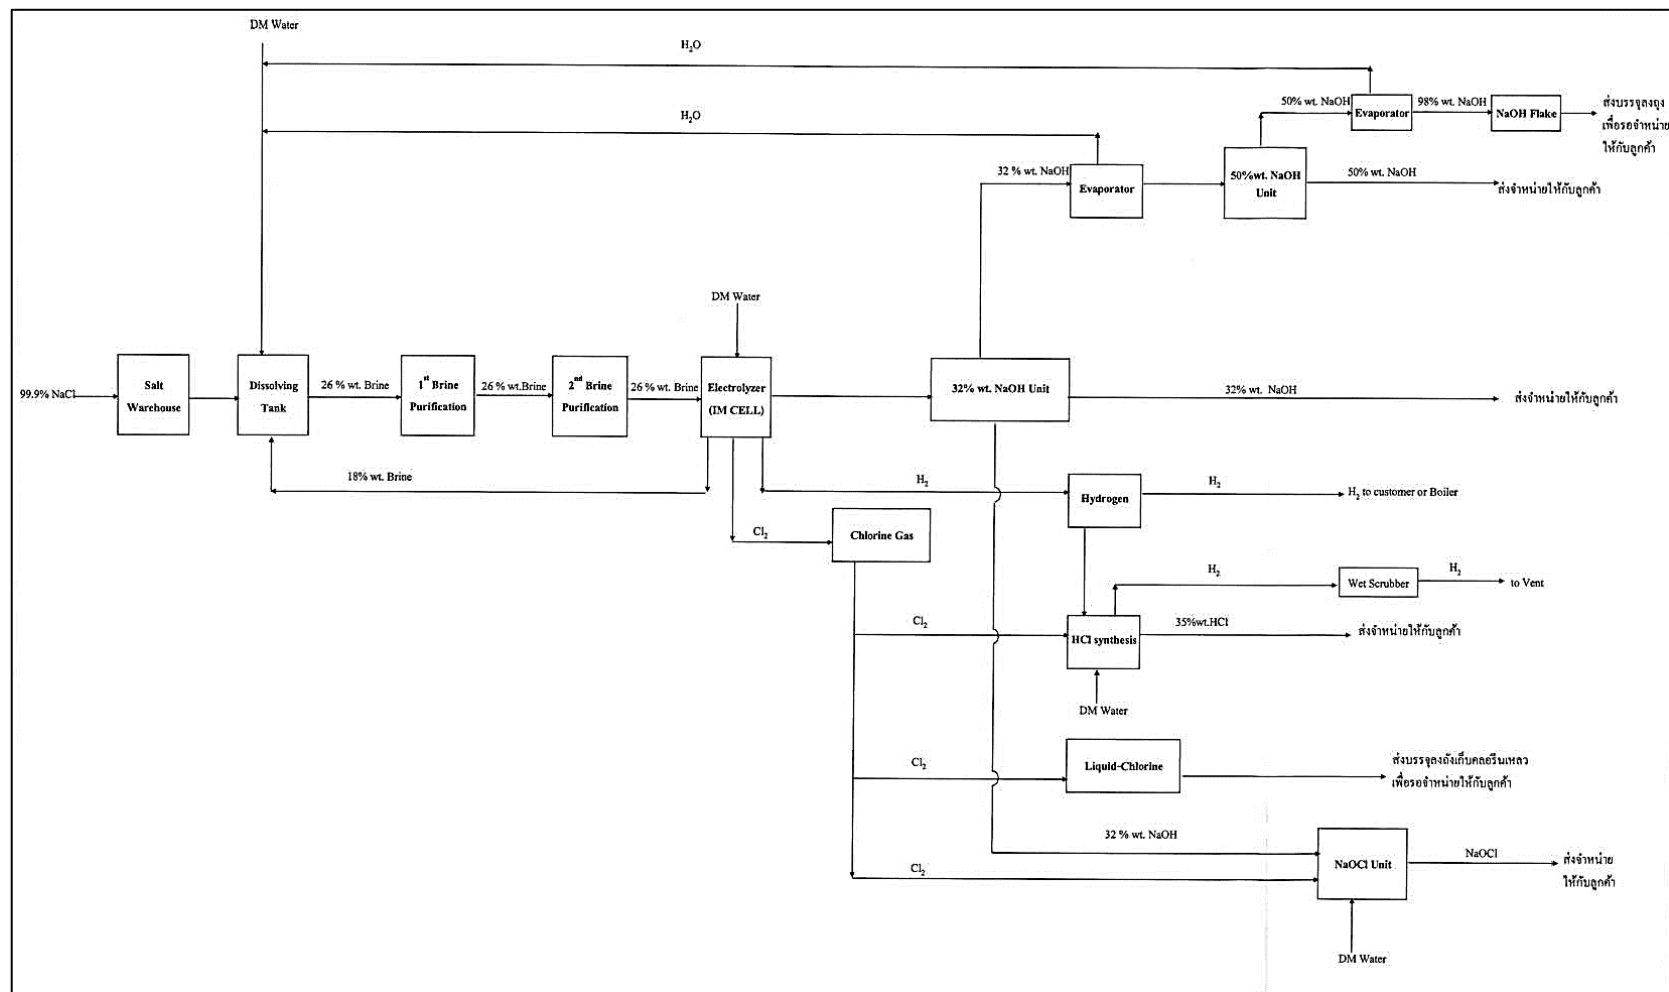 DM Water
H₂O
50% wt. NaOH
98% wt. NaOH
Evaporator
NaOH Flake
ส่งบรรจุลงถุง
เพื่อรอจำหน่าย
ให้กับลูกค้า
H₂O
32 % wt. NaOH
Evaporator
50%wt. NaOH
Unit
50% wt. NaOH
ส่งจำหน่ายให้กับลูกค้า
DM Water
99.9% NaCl
Salt
Warehouse
Dissolving
Tank
26 % wt. Brine
1st Brine
Purification
26 % wt.Brine
2nd Brine
Purification
26 % wt. Brine
Electrolyzer
(IM CELL)
32% wt. NaOH Unit
32% wt. NaOH
ส่งจำหน่ายให้กับลูกค้า
18% wt. Brine
H₂
Hydrogen
H₂
H₂ to customer or Boiler
Cl₂
Chlorine Gas
H₂
Wet Scrubber
H₂
to Vent
Cl₂
HCl synthesis
35%wt.HCl
ส่งจำหน่ายให้กับลูกค้า
DM Water
Cl₂
Liquid-Chlorine
ส่งบรรจุลงถังเก็บคลอรีนเหลว
เพื่อรอจำหน่ายให้กับลูกค้า
32 % wt. NaOH
Cl₂
NaOCl Unit
NaOCl
ส่งจำหน่าย
ให้กับลูกค้า
DM Water